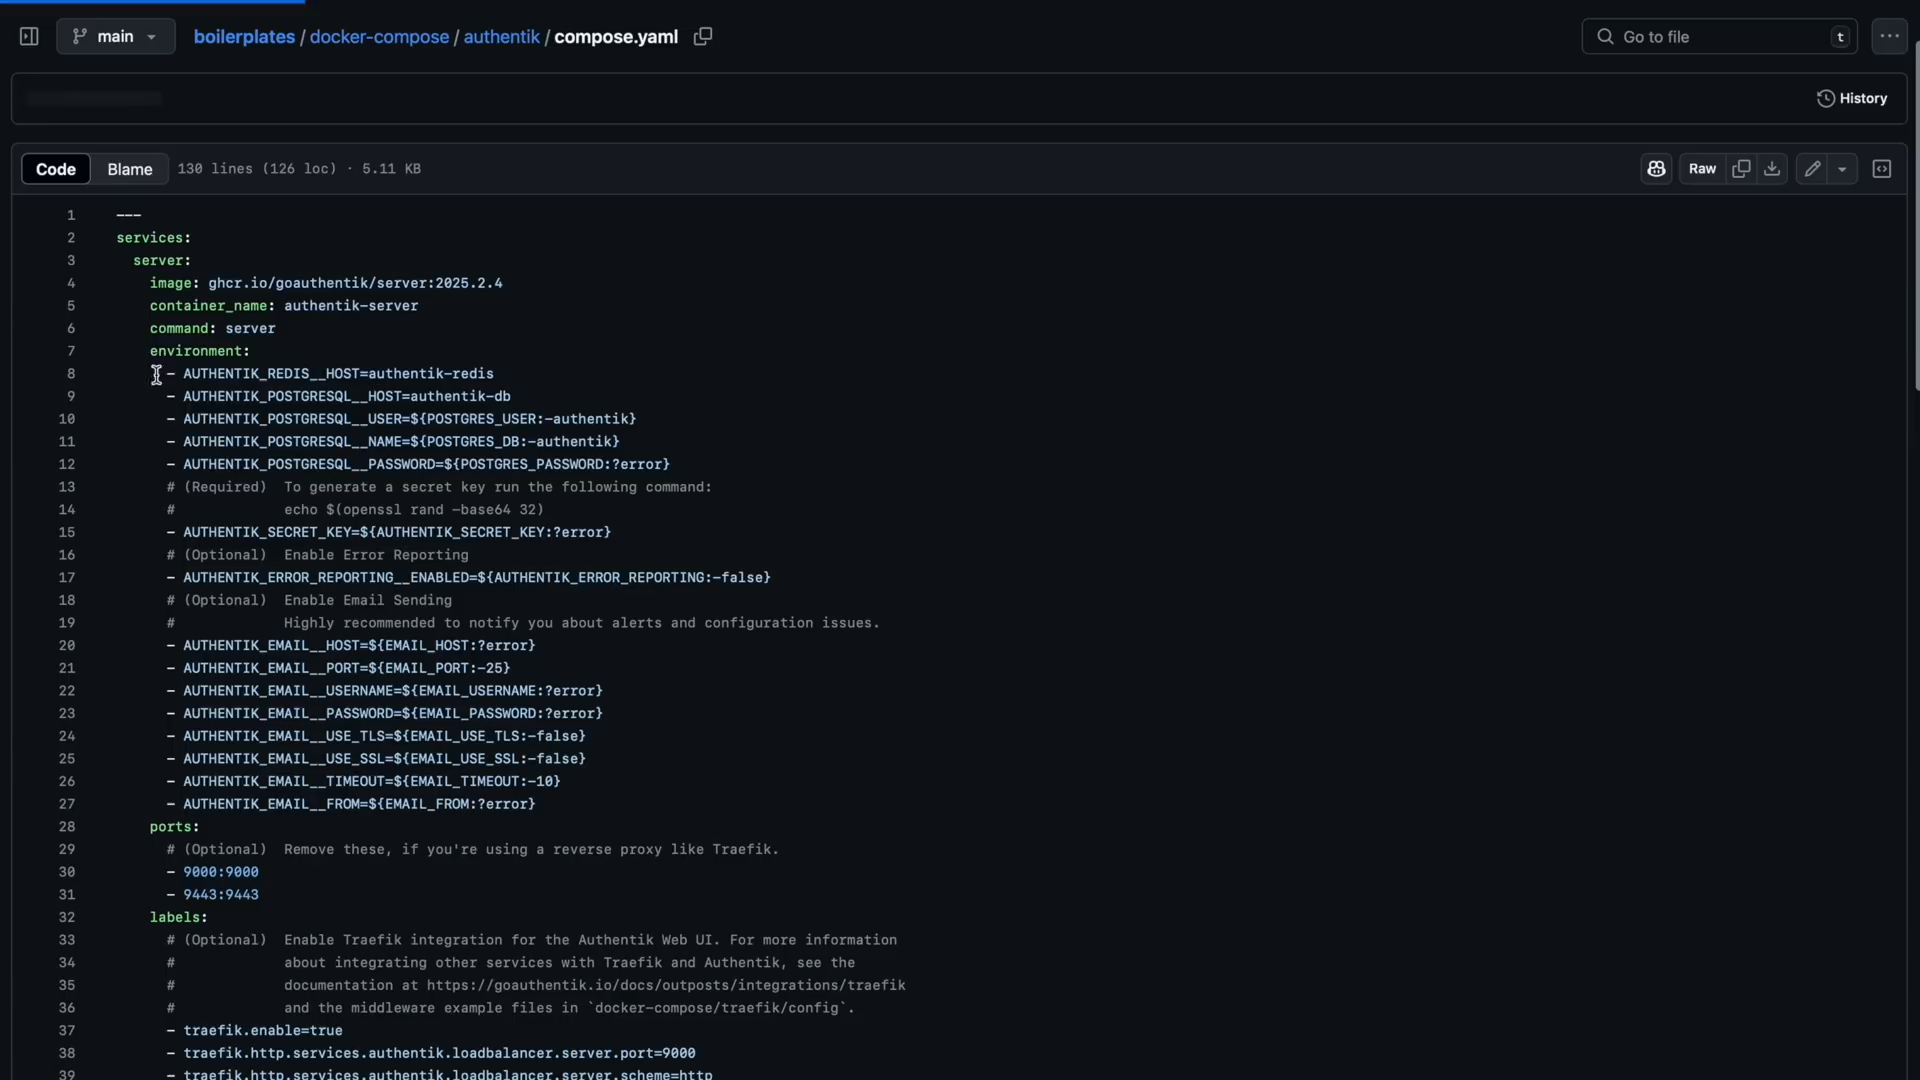 main
boilerplates / docker-compose / authentik / compose.yaml
Go to file
t
History
Code
Blame
130 lines (126 loc) · 5.11 KB
Raw
1 ---
2 services:
3 server:
4 image: ghcr.io/goauthentik/server:2025.2.4
5 container_name: authentik-server
6 command: server
7 environment:
8 - AUTHENTIK_REDIS__HOST=authentik-redis
9 - AUTHENTIK_POSTGRESQL__HOST=authentik-db
10 - AUTHENTIK_POSTGRESQL__USER=${POSTGRES_USER:-authentik}
11 - AUTHENTIK_POSTGRESQL__NAME=${POSTGRES_DB:-authentik}
12 - AUTHENTIK_POSTGRESQL__PASSWORD=${POSTGRES_PASSWORD:?error}
13 # (Required) To generate a secret key run the following command:
14 # echo $(openssl rand -base64 32)
15 - AUTHENTIK_SECRET_KEY=${AUTHENTIK_SECRET_KEY:?error}
16 # (Optional) Enable Error Reporting
17 - AUTHENTIK_ERROR_REPORTING__ENABLED=${AUTHENTIK_ERROR_REPORTING:-false}
18 # (Optional) Enable Email Sending
19 # Highly recommended to notify you about alerts and configuration issues.
20 - AUTHENTIK_EMAIL__HOST=${EMAIL_HOST:?error}
21 - AUTHENTIK_EMAIL__PORT=${EMAIL_PORT:-25}
22 - AUTHENTIK_EMAIL__USERNAME=${EMAIL_USERNAME:?error}
23 - AUTHENTIK_EMAIL__PASSWORD=${EMAIL_PASSWORD:?error}
24 - AUTHENTIK_EMAIL__USE_TLS=${EMAIL_USE_TLS:-false}
25 - AUTHENTIK_EMAIL__USE_SSL=${EMAIL_USE_SSL:-false}
26 - AUTHENTIK_EMAIL__TIMEOUT=${EMAIL_TIMEOUT:-10}
27 - AUTHENTIK_EMAIL__FROM=${EMAIL_FROM:?error}
28 ports:
29 # (Optional) Remove these, if you're using a reverse proxy like Traefik.
30 - 9000:9000
31 - 9443:9443
32 labels:
33 # (Optional) Enable Traefik integration for the Authentik Web UI. For more information
34 # about integrating other services with Traefik and Authentik, see the
35 # documentation at https://goauthentik.io/docs/outposts/integrations/traefik
36 # and the middleware example files in `docker-compose/traefik/config`.
37 - traefik.enable=true
38 - traefik.http.services.authentik.loadbalancer.server.port=9000
39 - traefik.http.services.authentik.loadbalancer.server.scheme=http